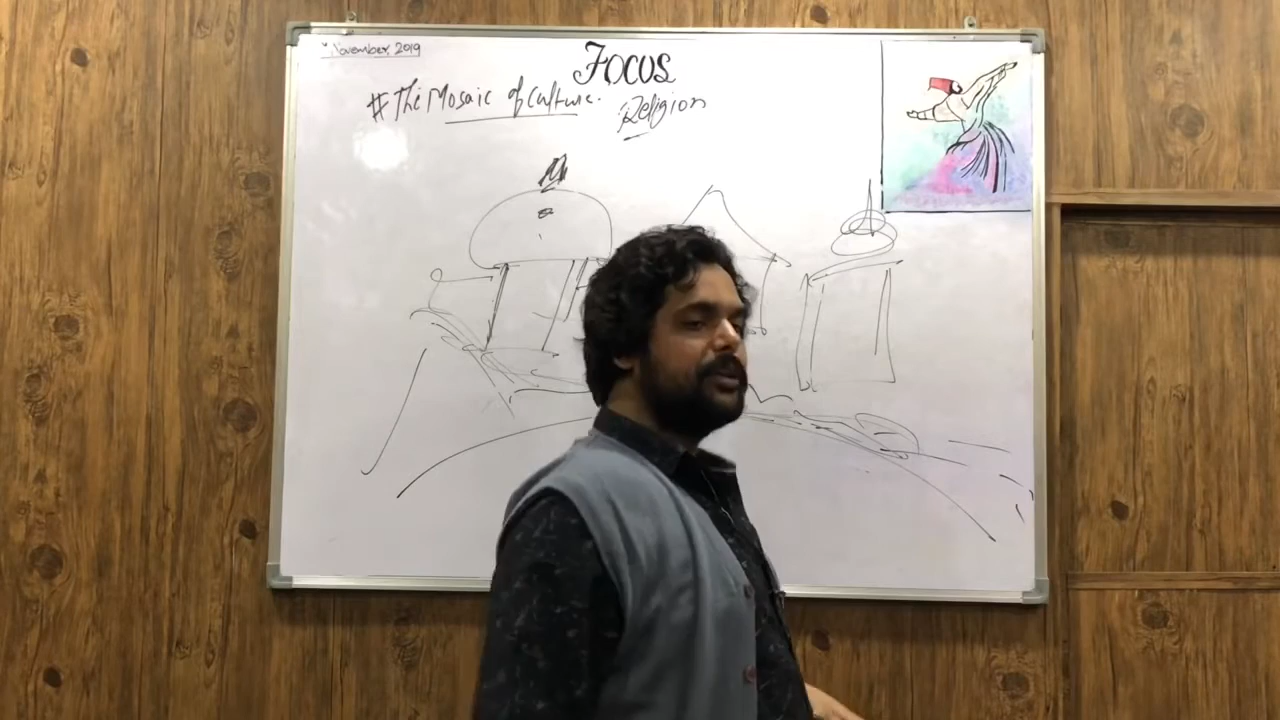 November, 2019
FOCUS
# The Mosaic of Culture.
Religion